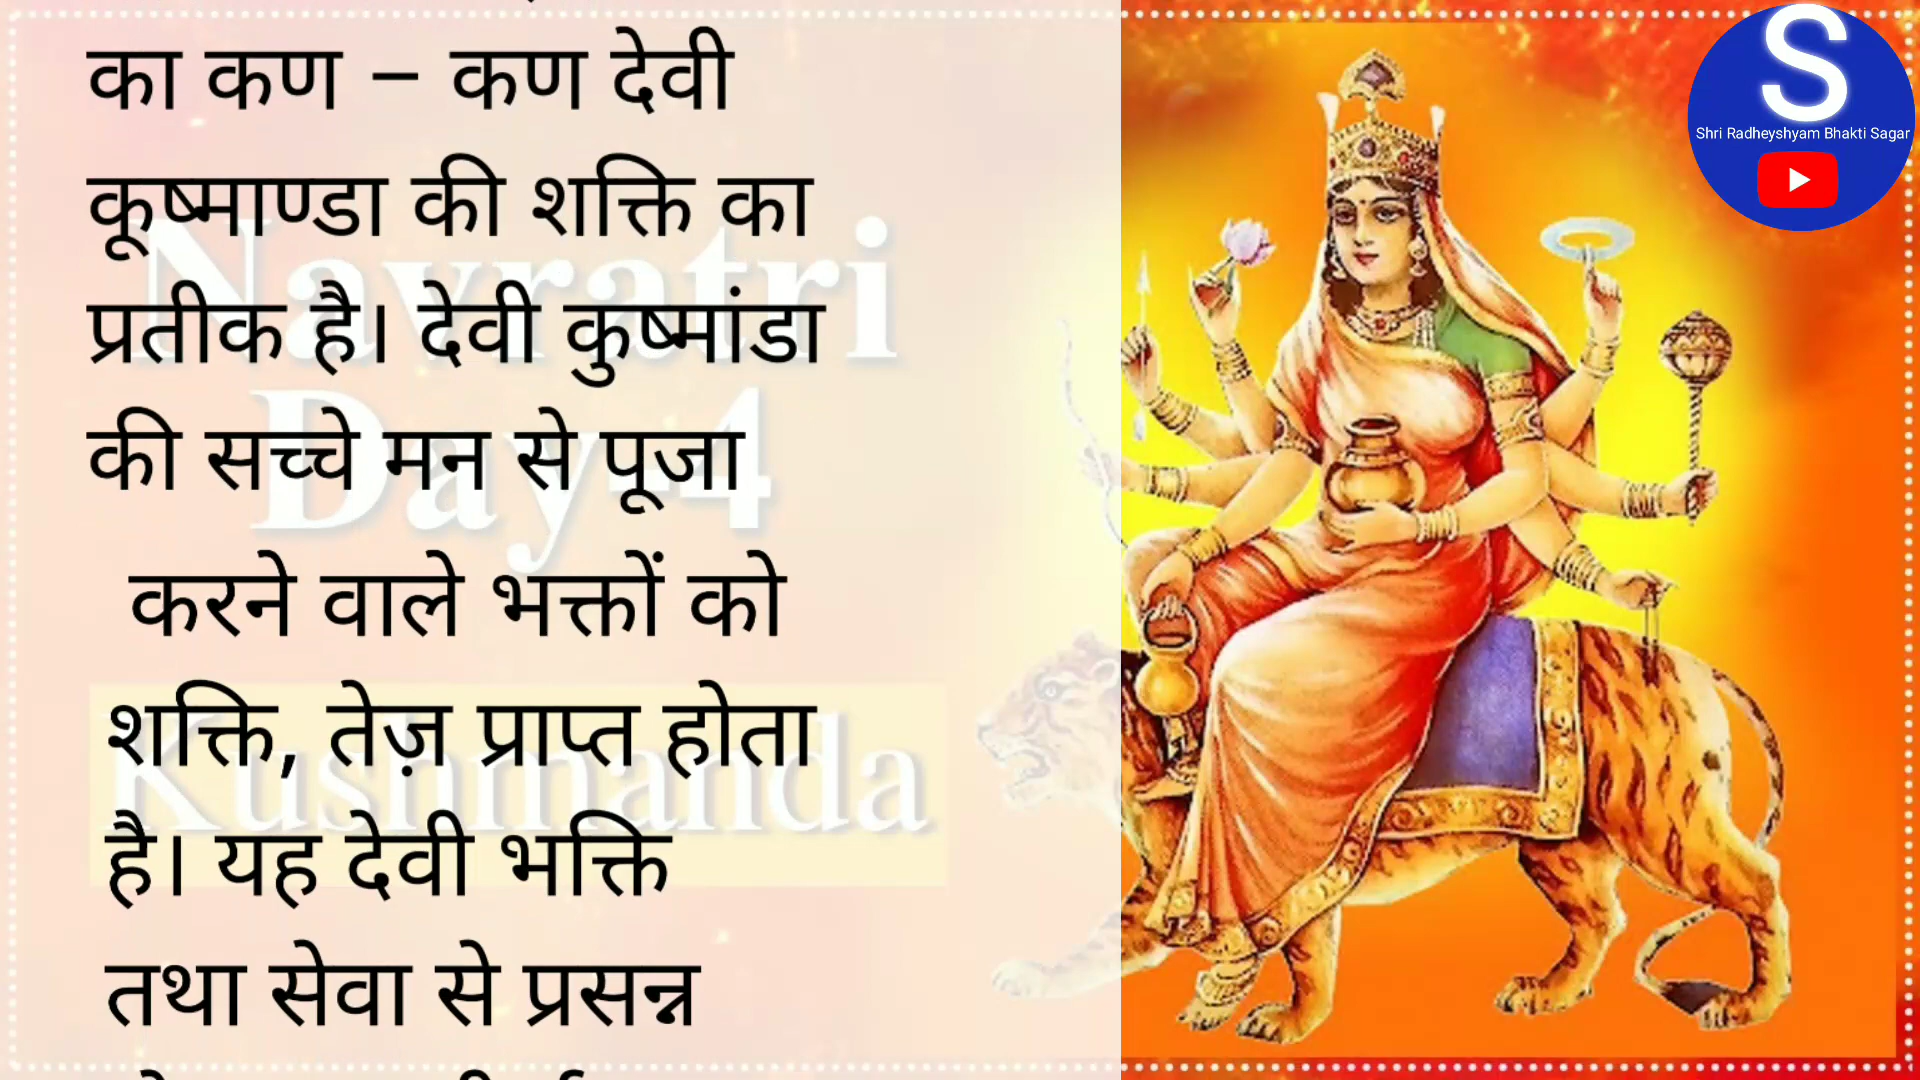 का कण – कण देवी
कूष्माण्डा की शक्ति का
प्रतीक है। देवी कुष्मांडा
की सच्चे मन से पूजा
करने वाले भक्तों को
शक्ति, तेज़ प्राप्त होता
है। यह देवी भक्ति
तथा सेवा से प्रसन्न
Navratri
Day-4
Kushmanda
S
Shri Radheyshyam Bhakti Sagar